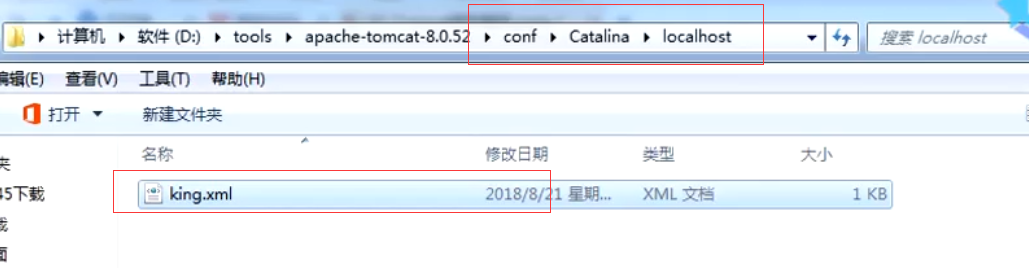 计算机 软件 (D:) tools apache-tomcat-8.0.52 conf Catalina localhost 搜索 localhost
编辑(E) 查看(V) 工具(T) 帮助(H)
打开 新建文件夹
名称 修改日期 类型 大小
夹
45下载
king.xml 2018/8/21 星期... XML 文档 1 KB
面